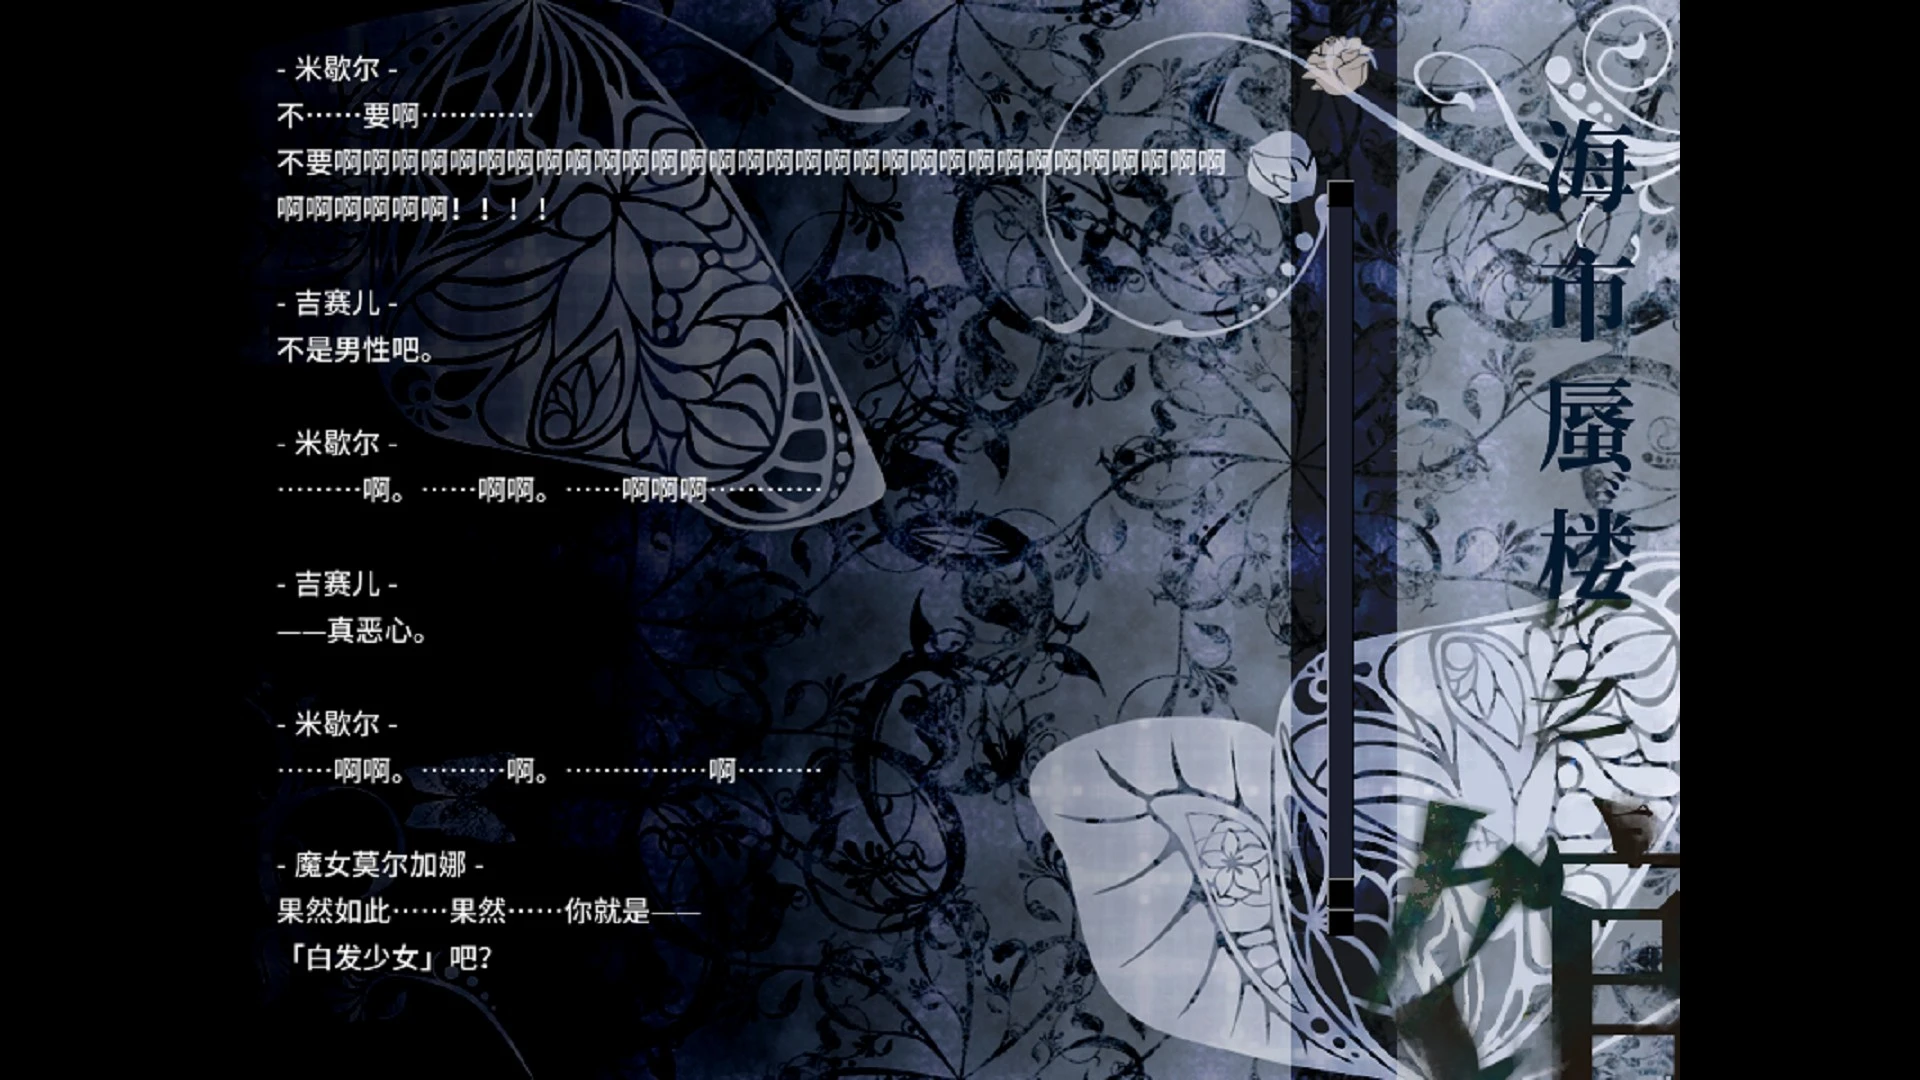 - 米歇尔 -
不……要啊…………
不要啊啊啊啊啊啊啊啊啊啊啊啊啊啊啊啊啊啊啊啊啊啊啊啊啊啊啊啊啊啊啊
啊啊啊啊啊啊！！！！
- 吉赛儿 -
不是男性吧。
- 米歇尔 -
………啊。……啊啊。……啊啊啊…………
- 吉赛儿 -
——真恶心。
- 米歇尔 -
……啊啊。………啊。……………啊………
- 魔女莫尔加娜 -
果然如此……果然……你就是——
「白发少女」吧？
海市蜃楼之